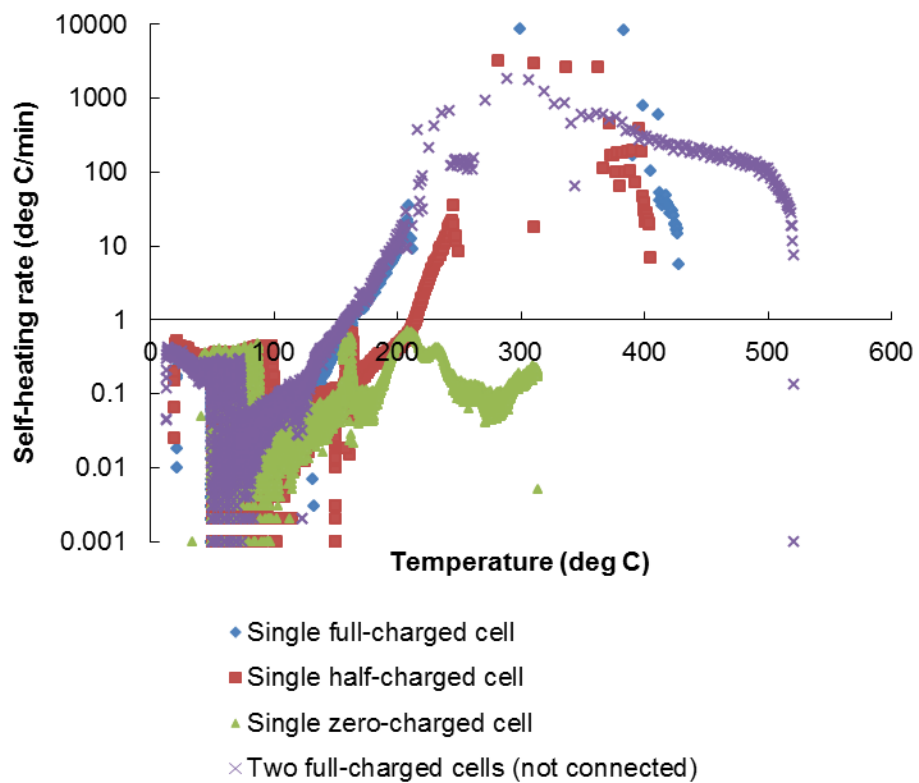 10000
1000
100
10
1
0.1
0.01
0.001
0 100 200 300 400 500 600
Self-heating rate (deg C/min)
Temperature (deg C)
Single full-charged cell
Single half-charged cell
Single zero-charged cell
Two full-charged cells (not connected)